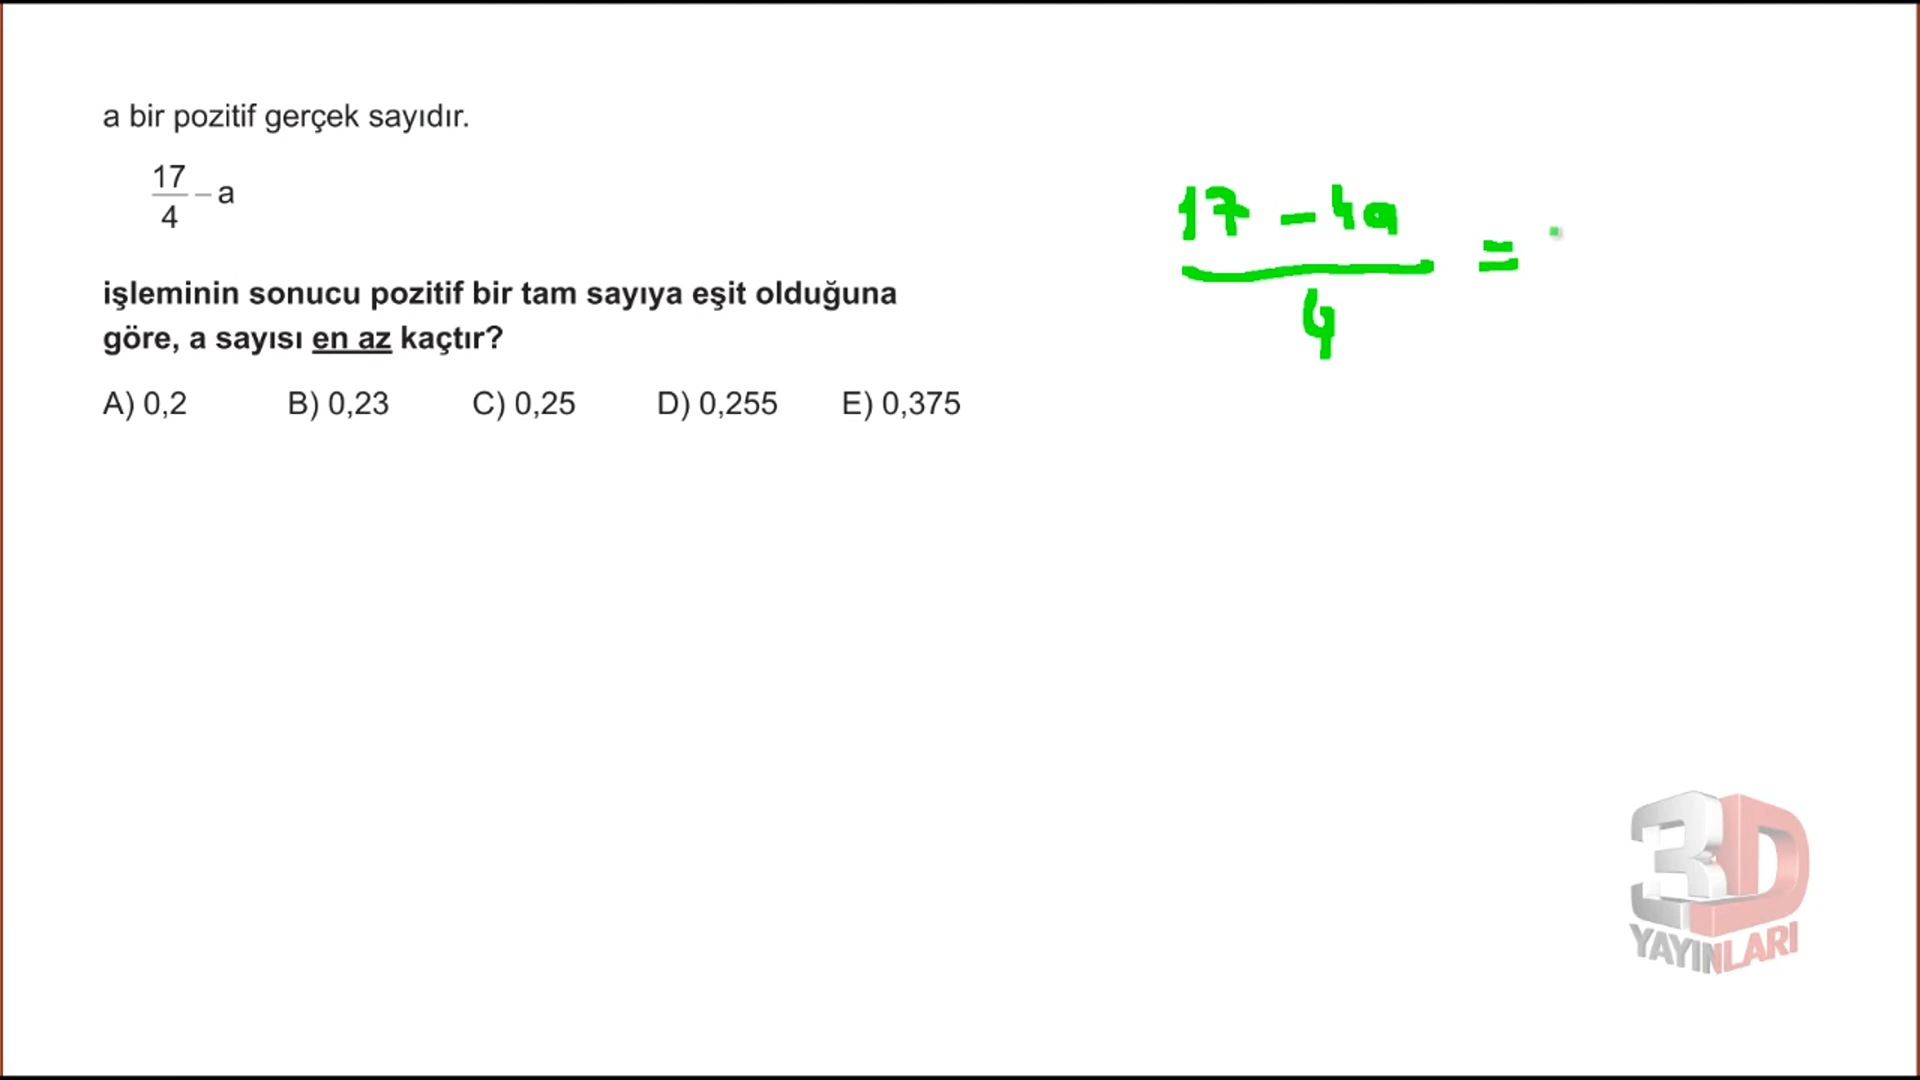 a bir pozitif gerçek sayıdır.
17
— – a
4
işleminin sonucu pozitif bir tam sayıya eşit olduğuna
göre, a sayısı en az kaçtır?
A) 0,2 B) 0,23 C) 0,25 D) 0,255 E) 0,375
17 – 4a
— =
4
3D
YAYINLARI